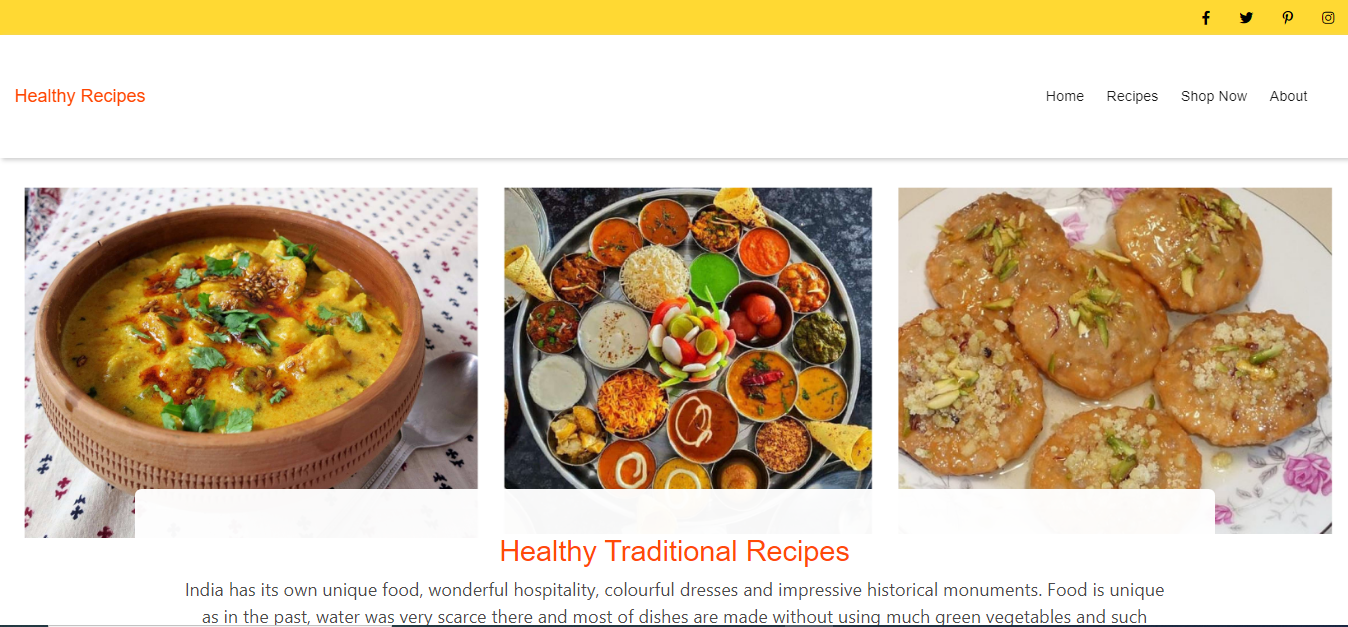 Healthy Recipes
Home Recipes Shop Now About
Healthy Traditional Recipes
India has its own unique food, wonderful hospitality, colourful dresses and impressive historical monuments. Food is unique
as in the past, water was very scarce there and most of dishes are made without using much green vegetables and such